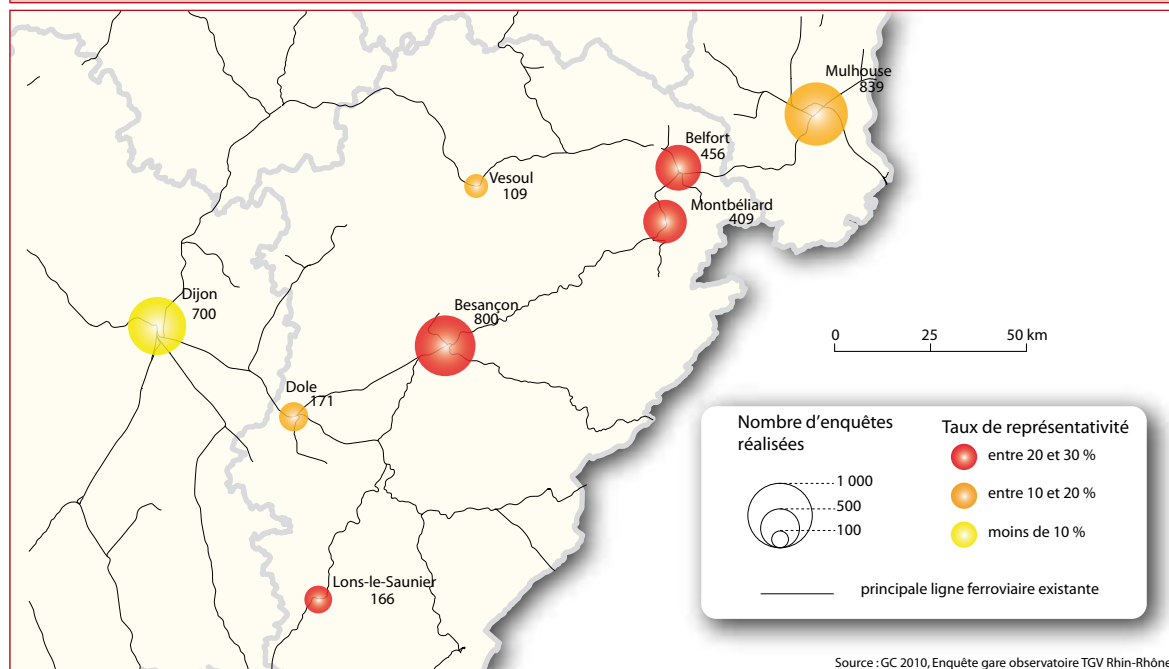 Mulhouse
839
Belfort
456
Vesoul
109
Montbéliard
409
Dijon
700
Besançon
800
0 25 50 km
Dole
171
Lons-le-Saunier
166
Nombre d'enquêtes
réalisées
1 000
500
100
Taux de représentativité
entre 20 et 30 %
entre 10 et 20 %
moins de 10 %
principale ligne ferroviaire existante
Source : GC 2010, Enquête gare observatoire TGV Rhin-Rhône